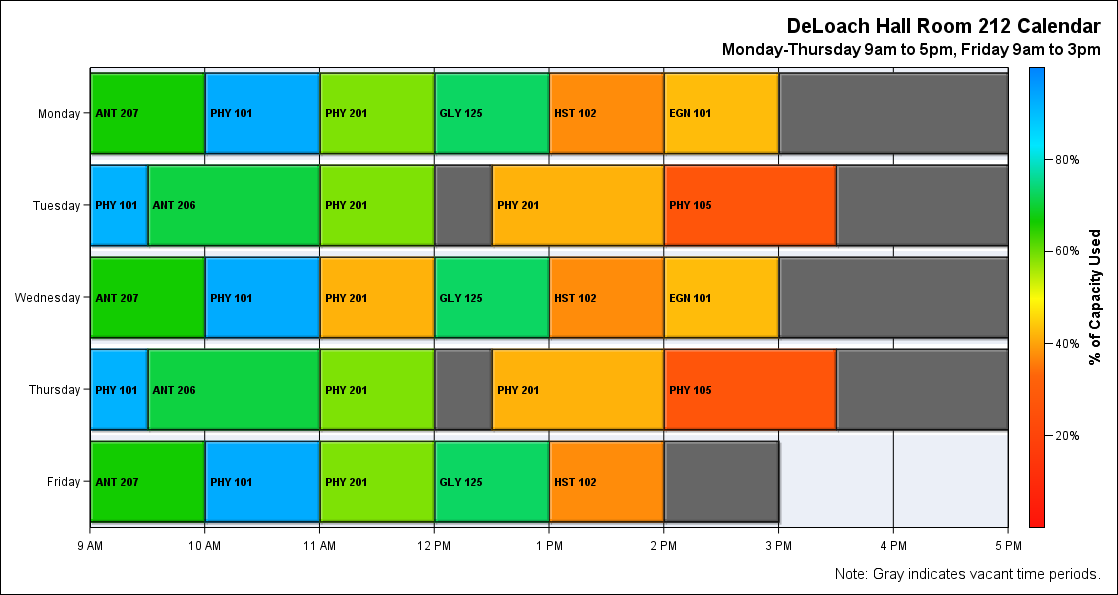 DeLoach Hall Room 212 Calendar
Monday-Thursday 9am to 5pm, Friday 9am to 3pm
Monday
ANT 207
PHY 101
PHY 201
GLY 125
HST 102
EGN 101
Tuesday
PHY 101
ANT 206
PHY 201
PHY 201
PHY 105
Wednesday
ANT 207
PHY 101
PHY 201
GLY 125
HST 102
EGN 101
Thursday
PHY 101
ANT 206
PHY 201
PHY 201
PHY 105
Friday
ANT 207
PHY 101
PHY 201
GLY 125
HST 102
9 AM
10 AM
11 AM
12 PM
1 PM
2 PM
3 PM
4 PM
5 PM
80%
60%
40%
20%
% of Capacity Used
Note: Gray indicates vacant time periods.